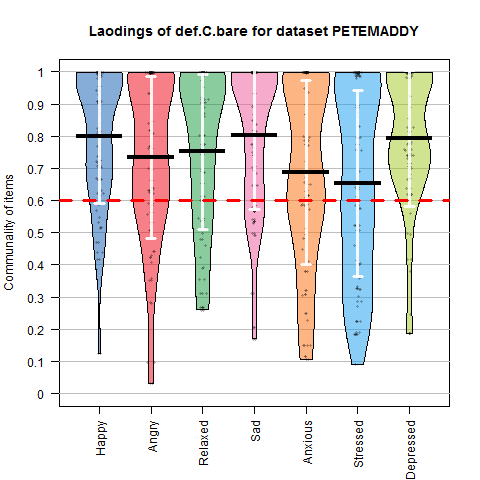 Laodings of def.C.bare for dataset PETEMADDY
Communality of items
1
0.9
0.8
0.7
0.6
0.5
0.4
0.3
0.2
0.1
0
Happy
Angry
Relaxed
Sad
Anxious
Stressed
Depressed